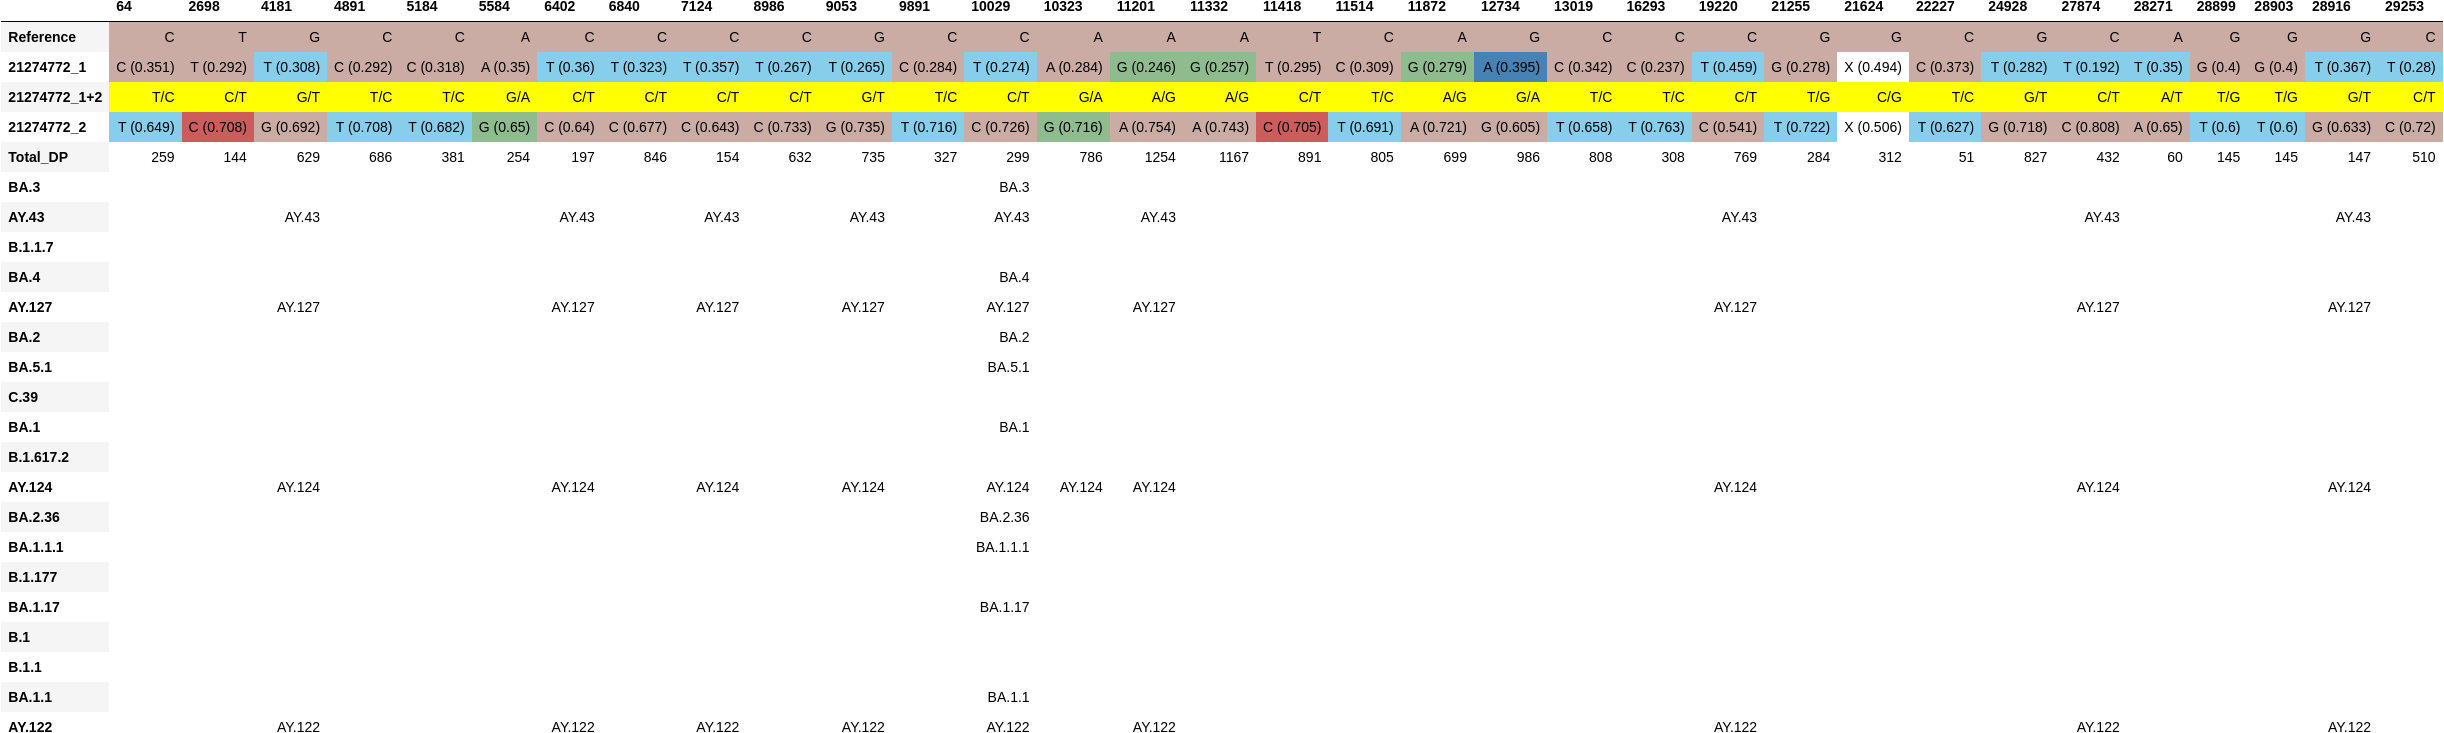 64 2698 4181 4891 5184 5584 6402 6840 7124 8986 9053 9891 10029 10323 11201 11332 11418 11514 11872 12734 13019 16293 19220 21255 21624 22227 24928 27874 28271 28899 28903 28916 29253
Reference C T G C C A C C C C G C C A A A T C A G C C C G G C G C A G G G C
21274772_1 C (0.351) T (0.292) T (0.308) C (0.292) C (0.318) A (0.35) T (0.36) T (0.323) T (0.357) T (0.267) T (0.265) C (0.284) T (0.274) A (0.284) G (0.246) G (0.257) T (0.295) C (0.309) G (0.279) A (0.395) C (0.342) C (0.237) T (0.459) G (0.278) X (0.494) C (0.373) T (0.282) T (0.192) T (0.35) G (0.4) G (0.4) T (0.367) T (0.28)
21274772_1+2 T/C C/T G/T T/C T/C G/A C/T C/T C/T C/T G/T T/C C/T G/A A/G A/G C/T T/C A/G G/A T/C T/C C/T T/G C/G T/C G/T C/T A/T T/G T/G G/T C/T
21274772_2 T (0.649) C (0.708) G (0.692) T (0.708) T (0.682) G (0.65) C (0.64) C (0.677) C (0.643) C (0.733) G (0.735) T (0.716) C (0.726) G (0.716) A (0.754) A (0.743) C (0.705) T (0.691) A (0.721) G (0.605) T (0.658) T (0.763) C (0.541) T (0.722) X (0.506) T (0.627) G (0.718) C (0.808) A (0.65) T (0.6) T (0.6) G (0.633) C (0.72)
Total_DP 259 144 629 686 381 254 197 846 154 632 735 327 299 786 1254 1167 891 805 699 986 808 308 769 284 312 51 827 432 60 145 145 147 510
BA.3 BA.3
AY.43 AY.43 AY.43 AY.43 AY.43 AY.43 AY.43 AY.43 AY.43 AY.43
B.1.1.7
BA.4 BA.4
AY.127 AY.127 AY.127 AY.127 AY.127 AY.127 AY.127 AY.127 AY.127 AY.127
BA.2 BA.2
BA.5.1 BA.5.1
C.39
BA.1 BA.1
B.1.617.2
AY.124 AY.124 AY.124 AY.124 AY.124 AY.124 AY.124 AY.124 AY.124 AY.124 AY.124
BA.2.36 BA.2.36
BA.1.1.1 BA.1.1.1
B.1.177
BA.1.17 BA.1.17
B.1
B.1.1
BA.1.1 BA.1.1
AY.122 AY.122 AY.122 AY.122 AY.122 AY.122 AY.122 AY.122 AY.122 AY.122